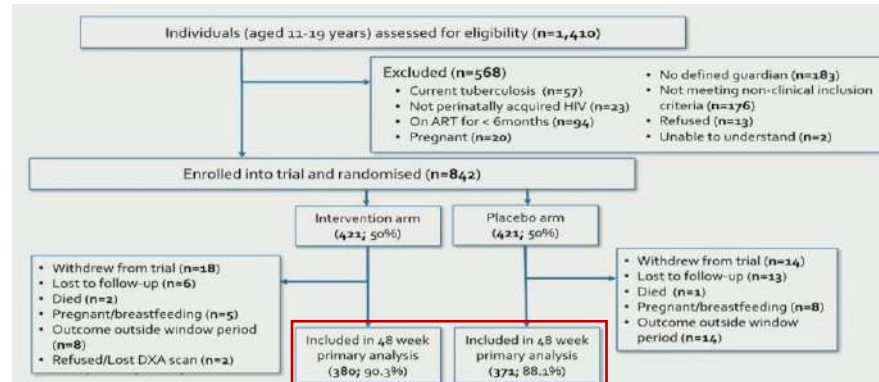 Individuals (aged 11-19 years) assessed for eligibility (n=1,410)
Excluded (n=568)
• Current tuberculosis (n=57)
• Not perinatally acquired HIV (n=23)
• On ART for < 6months (n=94)
• Pregnant (n=20)
• No defined guardian (n=183)
• Not meeting non-clinical inclusion
criteria (n=176)
• Refused (n=13)
• Unable to understand (n=2)
Enrolled into trial and randomised (n=842)
Intervention arm
(421; 50%)
Placebo arm
(421; 50%)
• Withdrew from trial (n=18)
• Lost to follow-up (n=6)
• Died (n=2)
• Pregnant/breastfeeding (n=5)
• Outcome outside window period
(n=8)
• Refused/Lost DXA scan (n=2)
• Withdrew from trial (n=14)
• Lost to follow-up (n=13)
• Died (n=1)
• Pregnant/breastfeeding (n=8)
• Outcome outside window
period (n=14)
Included in 48 week
primary analysis
(380; 90.3%)
Included in 48 week
primary analysis
(371; 88.1%)